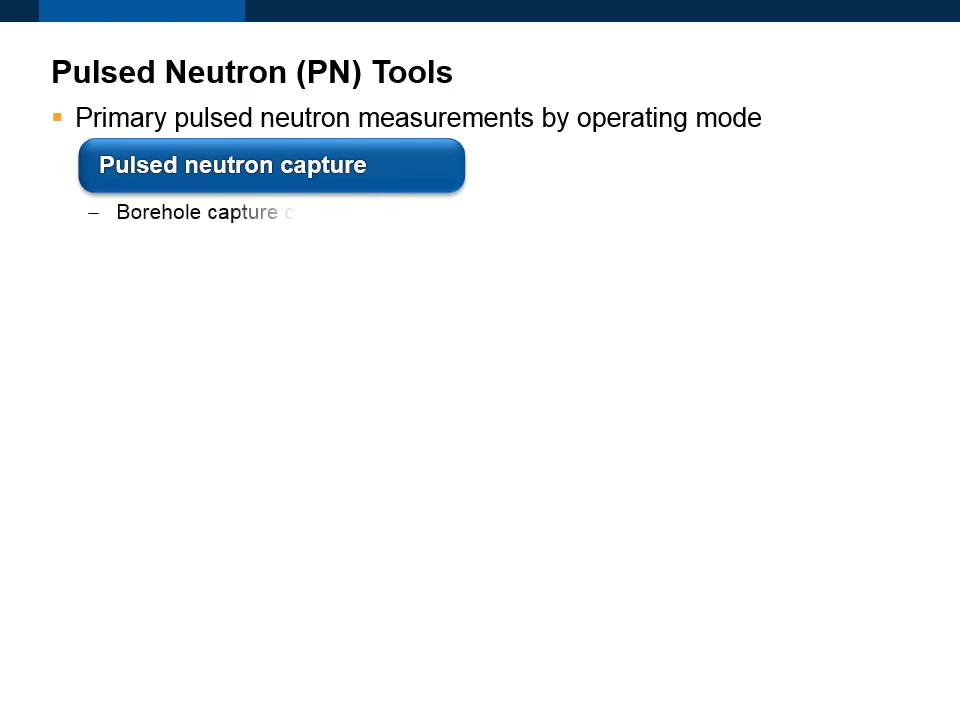 Pulsed Neutron (PN) Tools
▪ Primary pulsed neutron measurements by operating mode
Pulsed neutron capture
– Borehole capture